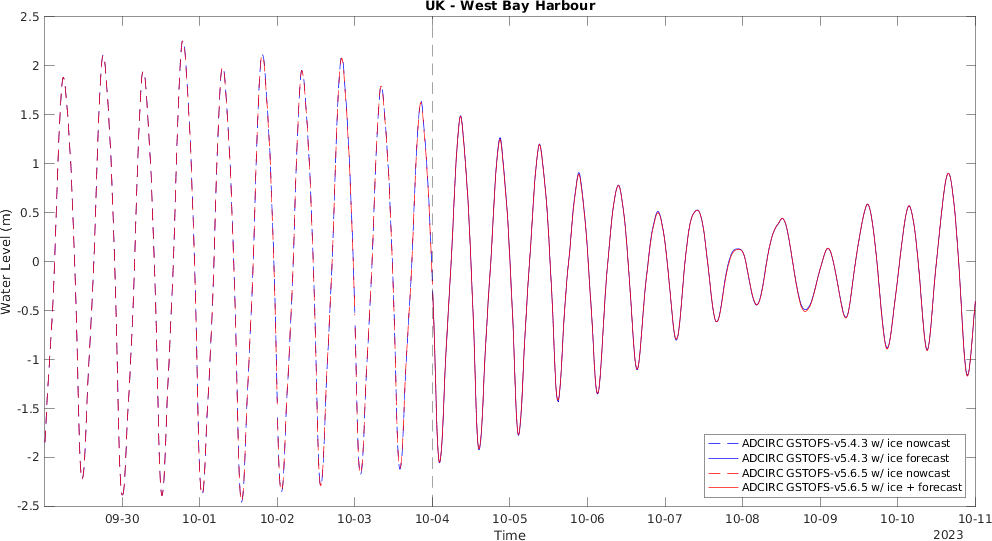 UK - West Bay Harbour
2.5
2
1.5
1
0.5
0
-0.5
-1
-1.5
-2
-2.5
Water Level (m)
ADCIRC GSTOFS-v5.4.3 w/ ice nowcast
ADCIRC GSTOFS-v5.4.3 w/ ice forecast
ADCIRC GSTOFS-v5.6.5 w/ ice nowcast
ADCIRC GSTOFS-v5.6.5 w/ ice + forecast
09-30 10-01 10-02 10-03 10-04 10-05 10-06 10-07 10-08 10-09 10-10 10-11
Time
2023